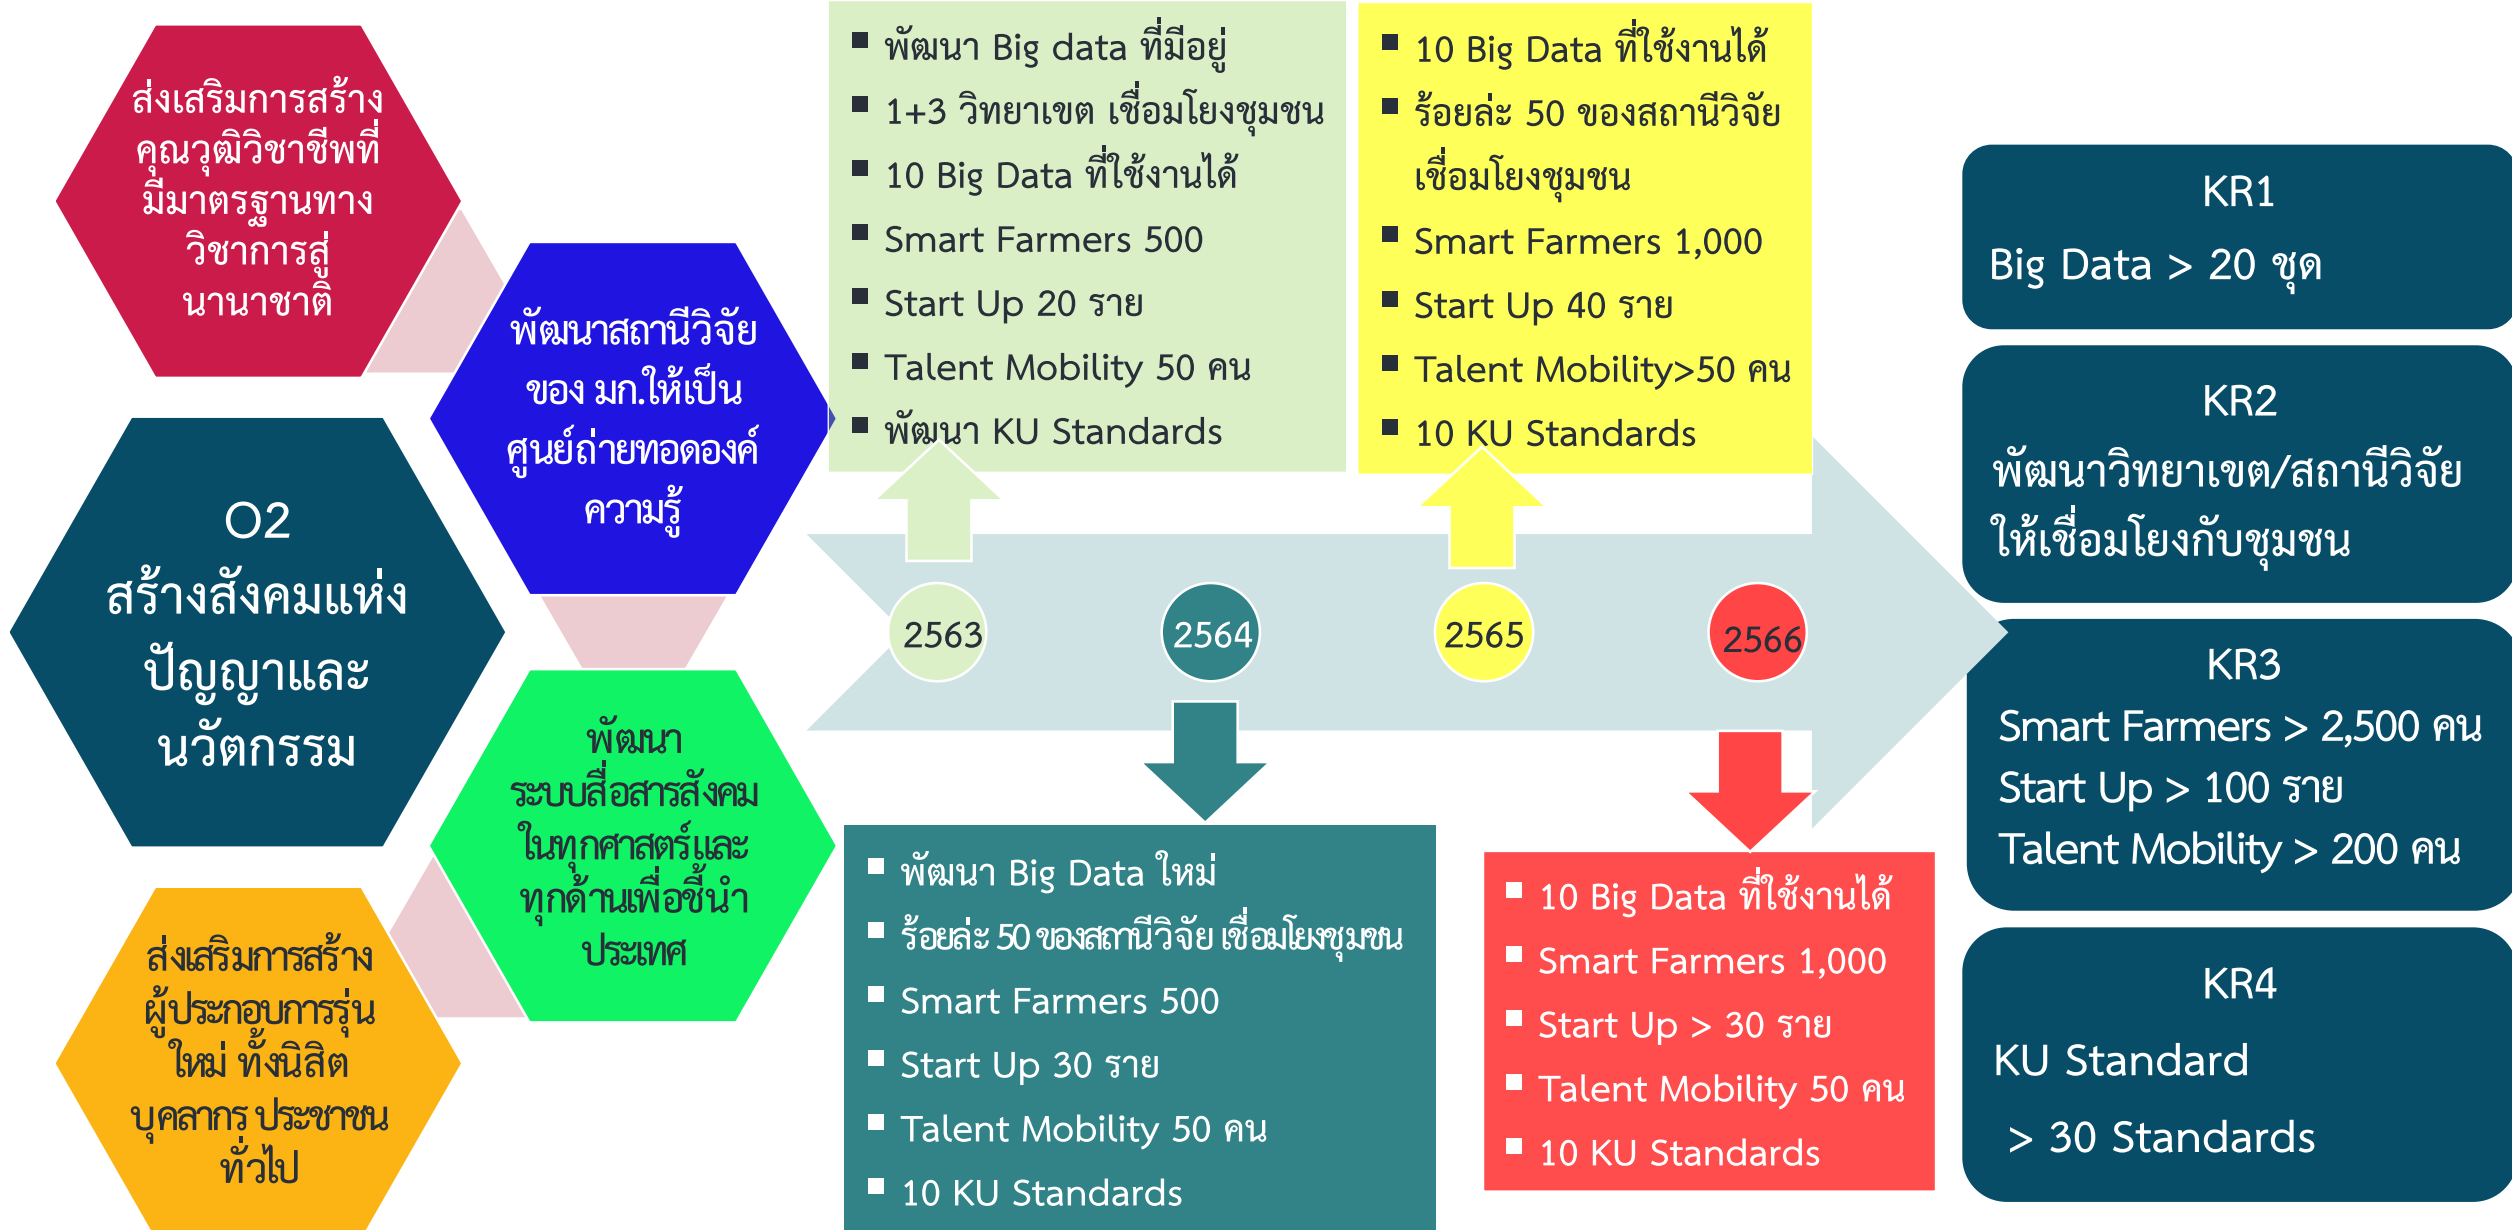 ส่งเสริมการสร้าง
คุณวุฒิวิชาชีพที่
มีมาตรฐานทาง
วิชาการสู่
นานาชาติ
พัฒนาสถานีวิจัย
ของ มก.ให้เป็น
ศูนย์ถ่ายทอดองค์
ความรู้
O2
สร้างสังคมแห่ง
ปัญญาและ
นวัตกรรม
พัฒนา
ระบบสื่อสารสังคม
ในทุกศาสตร์และ
ทุกด้านเพื่อชี้นำ
ประเทศ
ส่งเสริมการสร้าง
ผู้ประกอบการรุ่น
ใหม่ ทั้งนิสิต
บุคลากร ประชาชน
ทั่วไป
▪ พัฒนา Big data ที่มีอยู่
▪ 1+3 วิทยาเขต เชื่อมโยงชุมชน
▪ 10 Big Data ที่ใช้งานได้
▪ Smart Farmers 500
▪ Start Up 20 ราย
▪ Talent Mobility 50 คน
▪ พัฒนา KU Standards
▪ 10 Big Data ที่ใช้งานได้
▪ ร้อยล่ะ 50 ของสถานีวิจัย
เชื่อมโยงชุมชน
▪ Smart Farmers 1,000
▪ Start Up 40 ราย
▪ Talent Mobility>50 คน
▪ 10 KU Standards
2563
2564
2565
2566
▪ พัฒนา Big Data ใหม่
▪ ร้อยล่ะ 50 ของสถานีวิจัย เชื่อมโยงชุมชน
▪ Smart Farmers 500
▪ Start Up 30 ราย
▪ Talent Mobility 50 คน
▪ 10 KU Standards
▪ 10 Big Data ที่ใช้งานได้
▪ Smart Farmers 1,000
▪ Start Up > 30 ราย
▪ Talent Mobility 50 คน
▪ 10 KU Standards
KR1
Big Data > 20 ชุด
KR2
พัฒนาวิทยาเขต/สถานีวิจัย
ให้เชื่อมโยงกับชุมชน
KR3
Smart Farmers > 2,500 คน
Start Up > 100 ราย
Talent Mobility > 200 คน
KR4
KU Standard
> 30 Standards